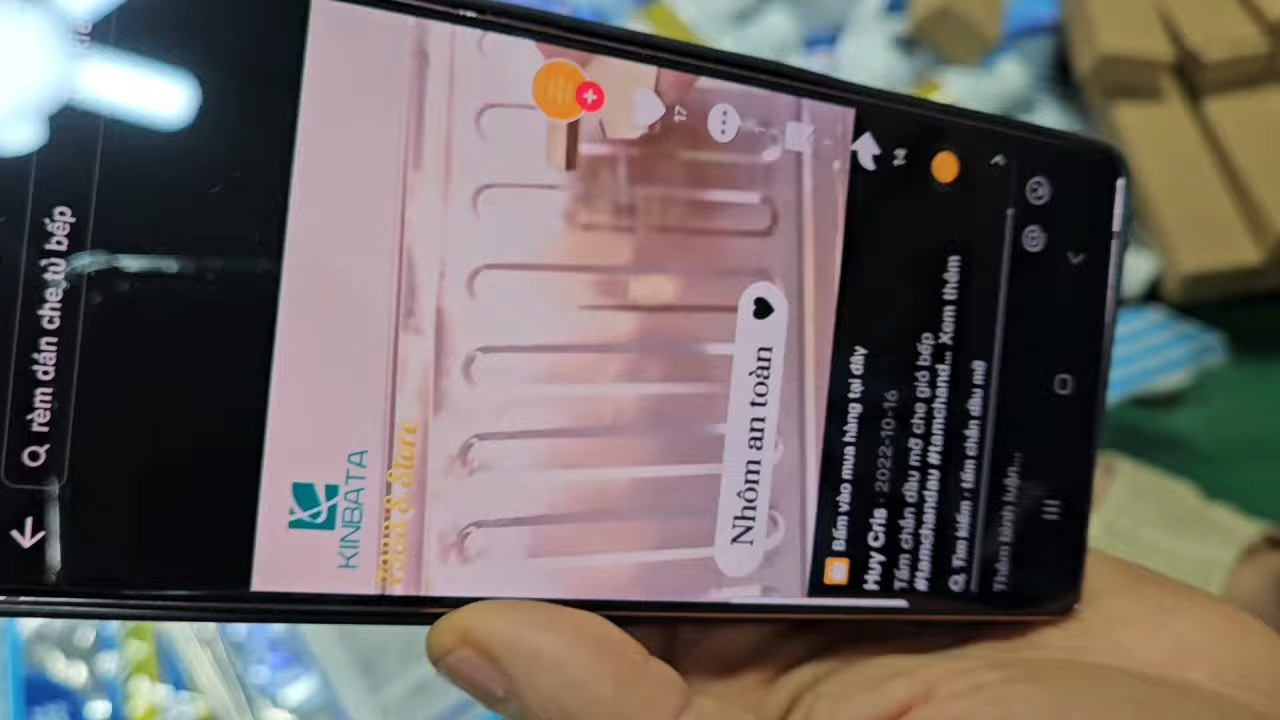 rèm dán che tủ bếp
KINBATA
17
14
Nhôm an toàn
Bấm vào mua hàng tại đây
Huy Cris · 2022-10-16
Tấm chắn dầu mỡ che gió bếp
#tamchandau #tamchand... Xem thêm
Tìm kiếm · tấm chắn dầu mỡ
Thêm bình luận...